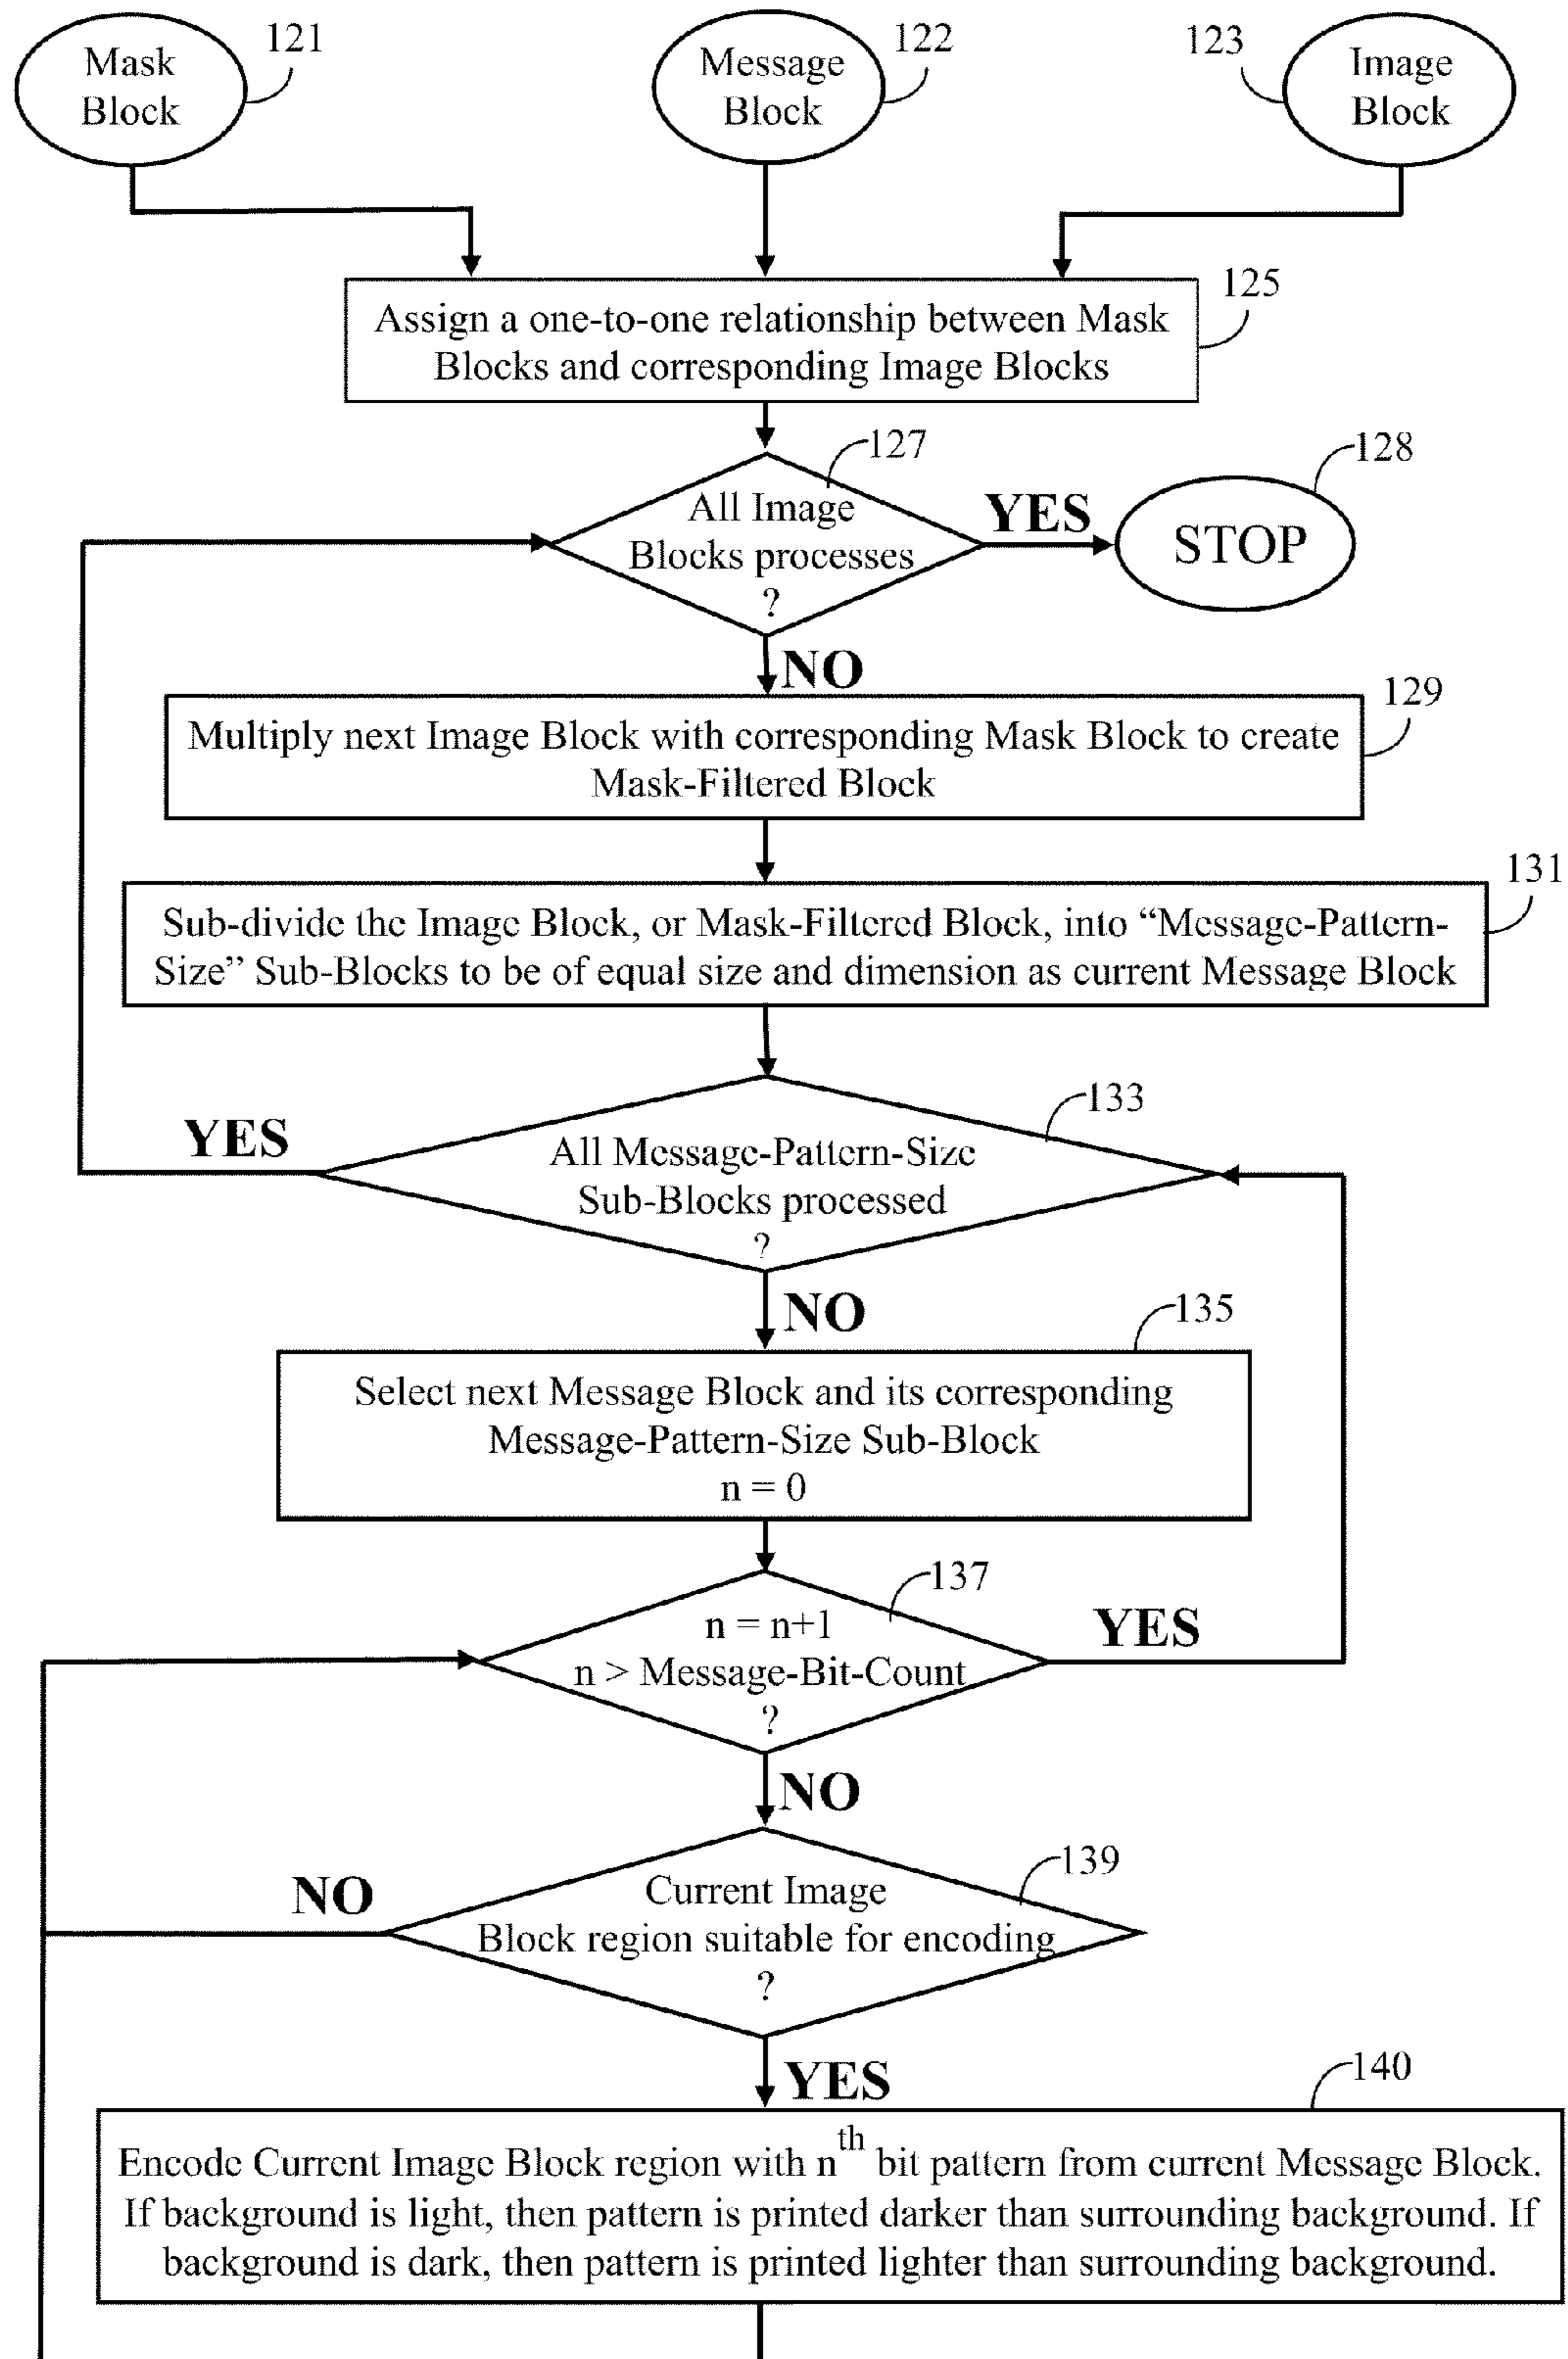 Mask
Block
121
Message
Block
122
123
Image
Block
125
Assign a one-to-one relationship between Mask
Blocks and corresponding Image Blocks
127
All Image
Blocks processes
?
YES
128
STOP
NO
129
Multiply next Image Block with corresponding Mask Block to create
Mask-Filtered Block
131
Sub-divide the Image Block, or Mask-Filtered Block, into “Message-Pattern-
Size” Sub-Blocks to be of equal size and dimension as current Message Block
133
YES
All Message-Pattern-Size
Sub-Blocks processed
?
NO
135
Select next Message Block and its corresponding
Message-Pattern-Size Sub-Block
n = 0
137
n = n+1
n > Message-Bit-Count
?
YES
NO
139
NO
Current Image
Block region suitable for encoding
?
YES
140
Encode Current Image Block region with nth bit pattern from current Message Block.
If background is light, then pattern is printed darker than surrounding background. If
background is dark, then pattern is printed lighter than surrounding background.